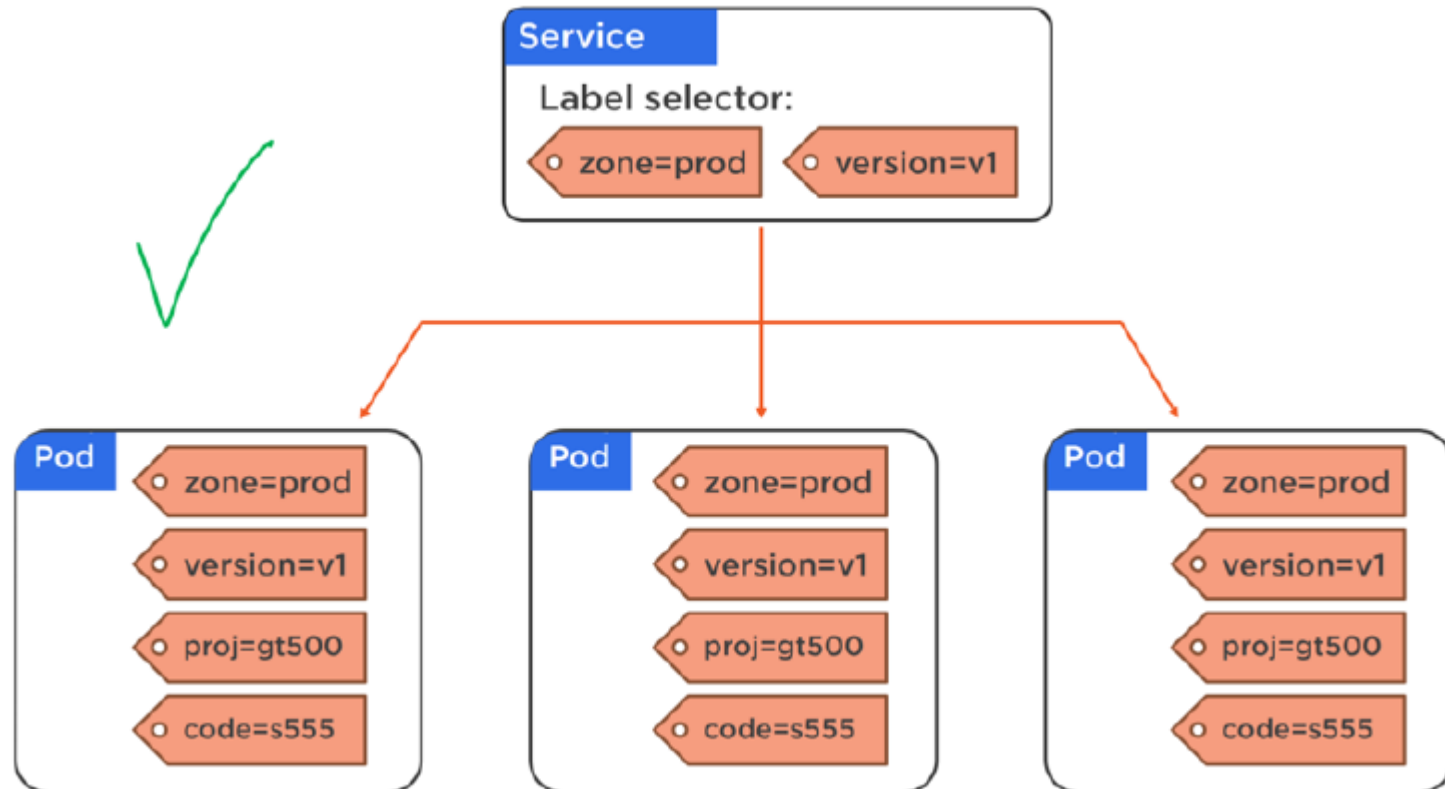 Service
Label selector:
zone=prod
version=v1
Pod
zone=prod
version=v1
proj=gt500
code=s555
Pod
zone=prod
version=v1
proj=gt500
code=s555
Pod
zone=prod
version=v1
proj=gt500
code=s555